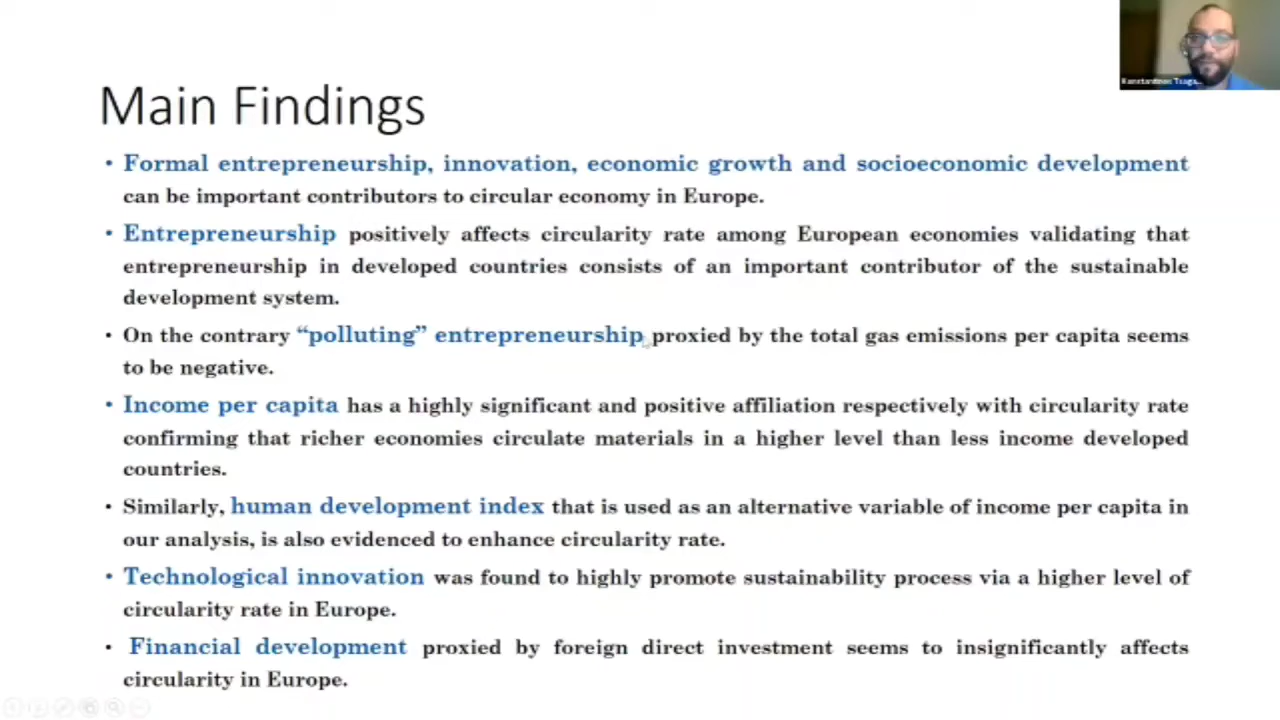 Main Findings
• Formal entrepreneurship, innovation, economic growth and socioeconomic development
can be important contributors to circular economy in Europe.
• Entrepreneurship positively affects circularity rate among European economies validating that
entrepreneurship in developed countries consists of an important contributor of the sustainable
development system.
• On the contrary “polluting” entrepreneurship proxied by the total gas emissions per capita seems
to be negative.
• Income per capita has a highly significant and positive affiliation respectively with circularity rate
confirming that richer economies circulate materials in a higher level than less income developed
countries.
• Similarly, human development index that is used as an alternative variable of income per capita in
our analysis, is also evidenced to enhance circularity rate.
• Technological innovation was found to highly promote sustainability process via a higher level of
circularity rate in Europe.
• Financial development proxied by foreign direct investment seems to insignificantly affects
circularity in Europe.
Konstantinos Tsaga...